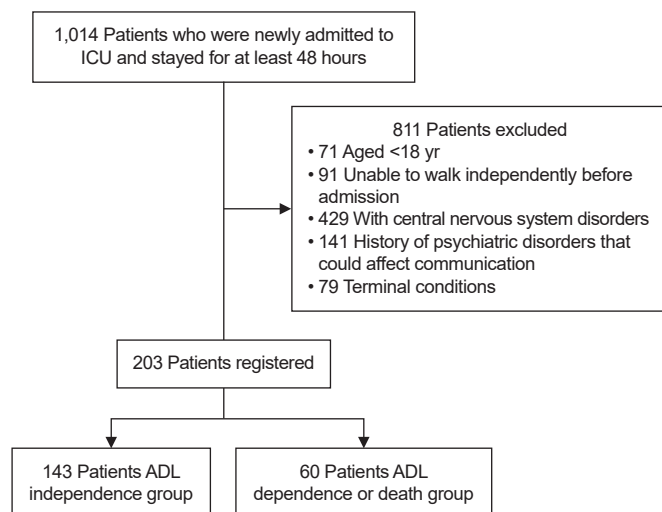 1,014 Patients who were newly admitted to
ICU and stayed for at least 48 hours
811 Patients excluded
• 71 Aged <18 yr
• 91 Unable to walk independently before
admission
• 429 With central nervous system disorders
• 141 History of psychiatric disorders that
could affect communication
• 79 Terminal conditions
203 Patients registered
143 Patients ADL
independence group
60 Patients ADL
dependence or death group